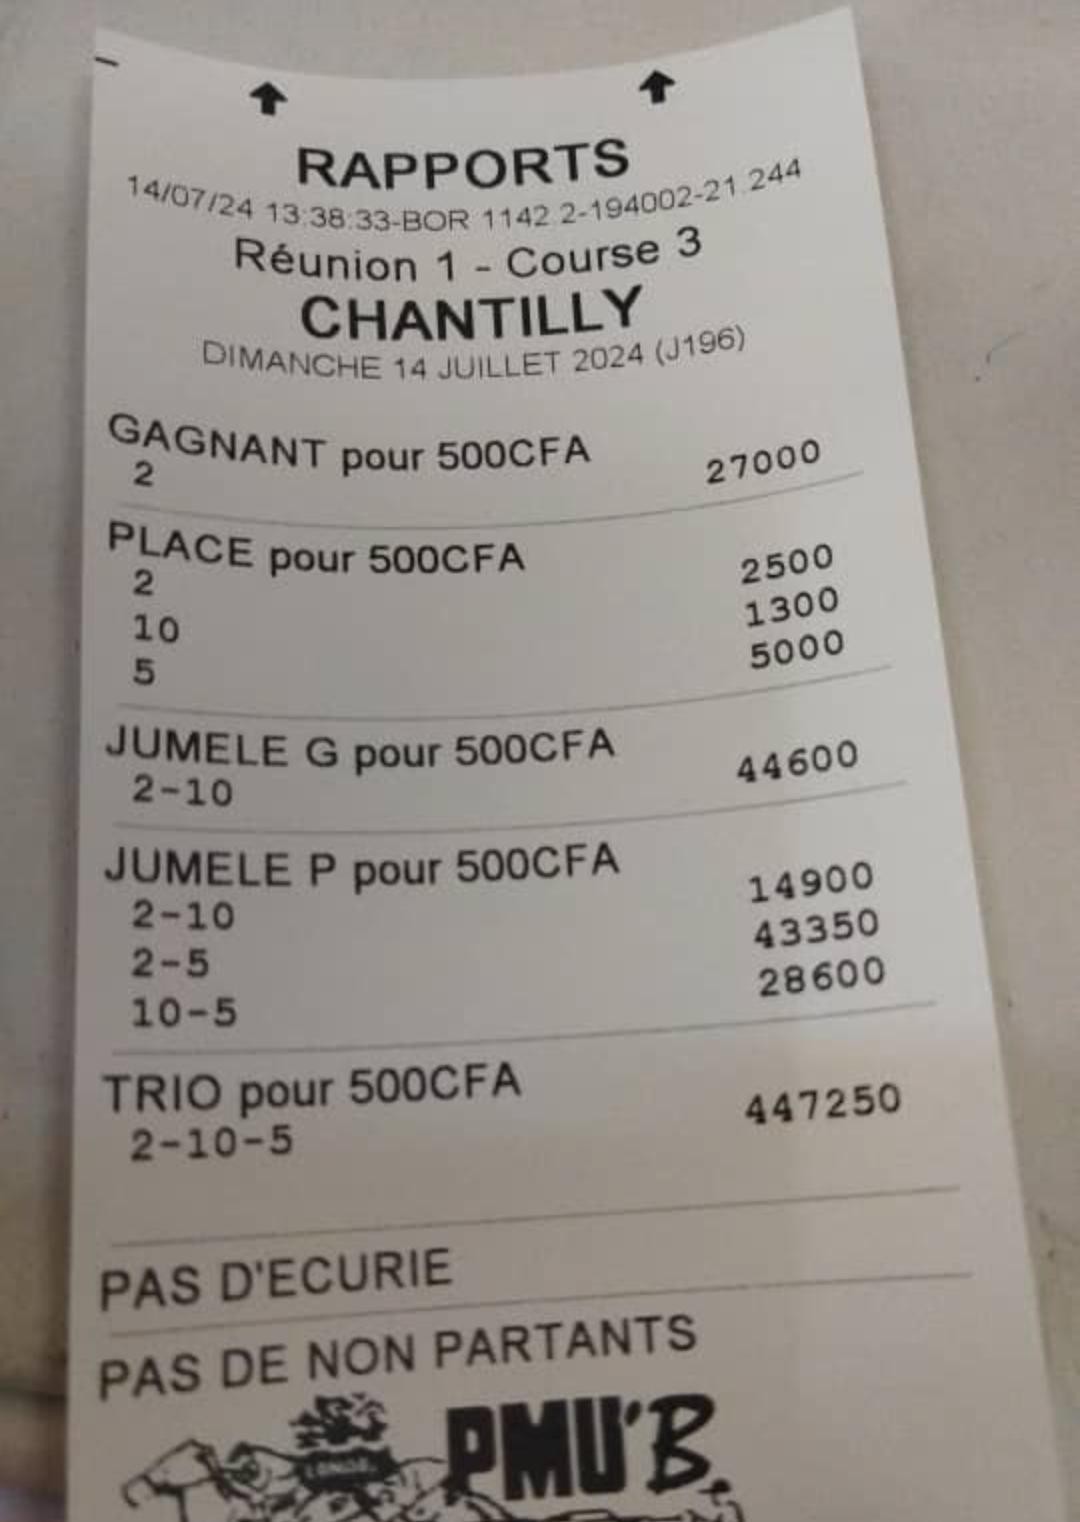 RAPPORTS
14/07/24 13:38:33-BOR 1142.2-194002-21.244
Réunion 1 - Course 3
CHANTILLY
DIMANCHE 14 JUILLET 2024 (J196)
GAGNANT pour 500CFA
2 27000
PLACE pour 500CFA
2 2500
10 1300
5 5000
JUMELE G pour 500CFA
2-10 44600
JUMELE P pour 500CFA
2-10 14900
2-5 43350
10-5 28600
TRIO pour 500CFA
2-10-5 447250
PAS D'ECURIE
PAS DE NON PARTANTS
PMU'B